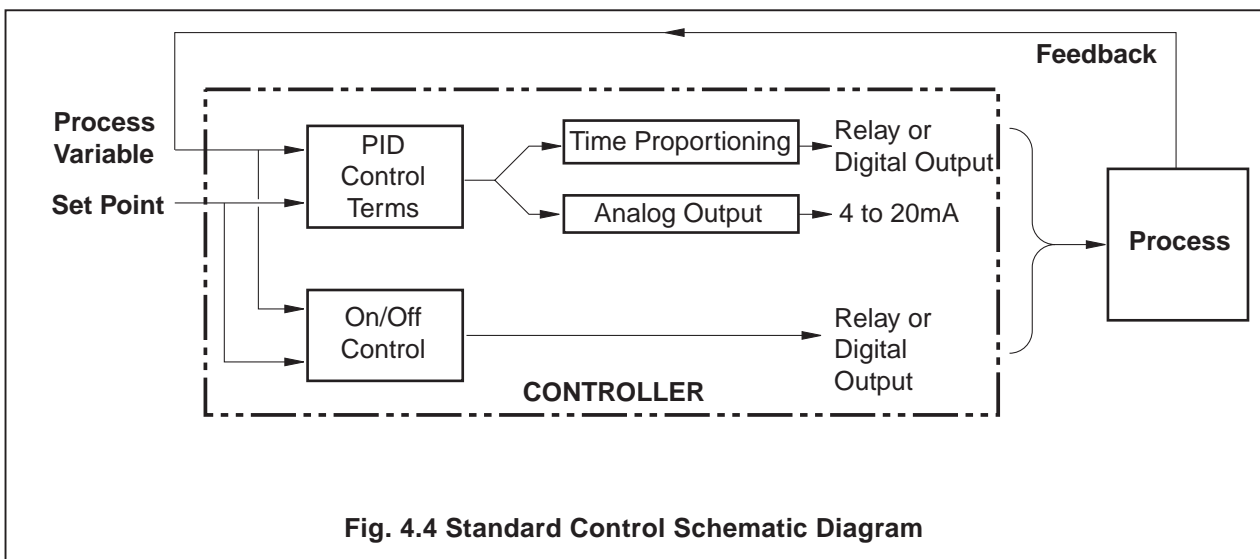 Feedback
Process
Variable
Set Point
PID
Control
Terms
Time Proportioning
Relay or
Digital Output
Analog Output
4 to 20mA
Process
On/Off
Control
Relay or
Digital
Output
CONTROLLER
Fig. 4.4 Standard Control Schematic Diagram